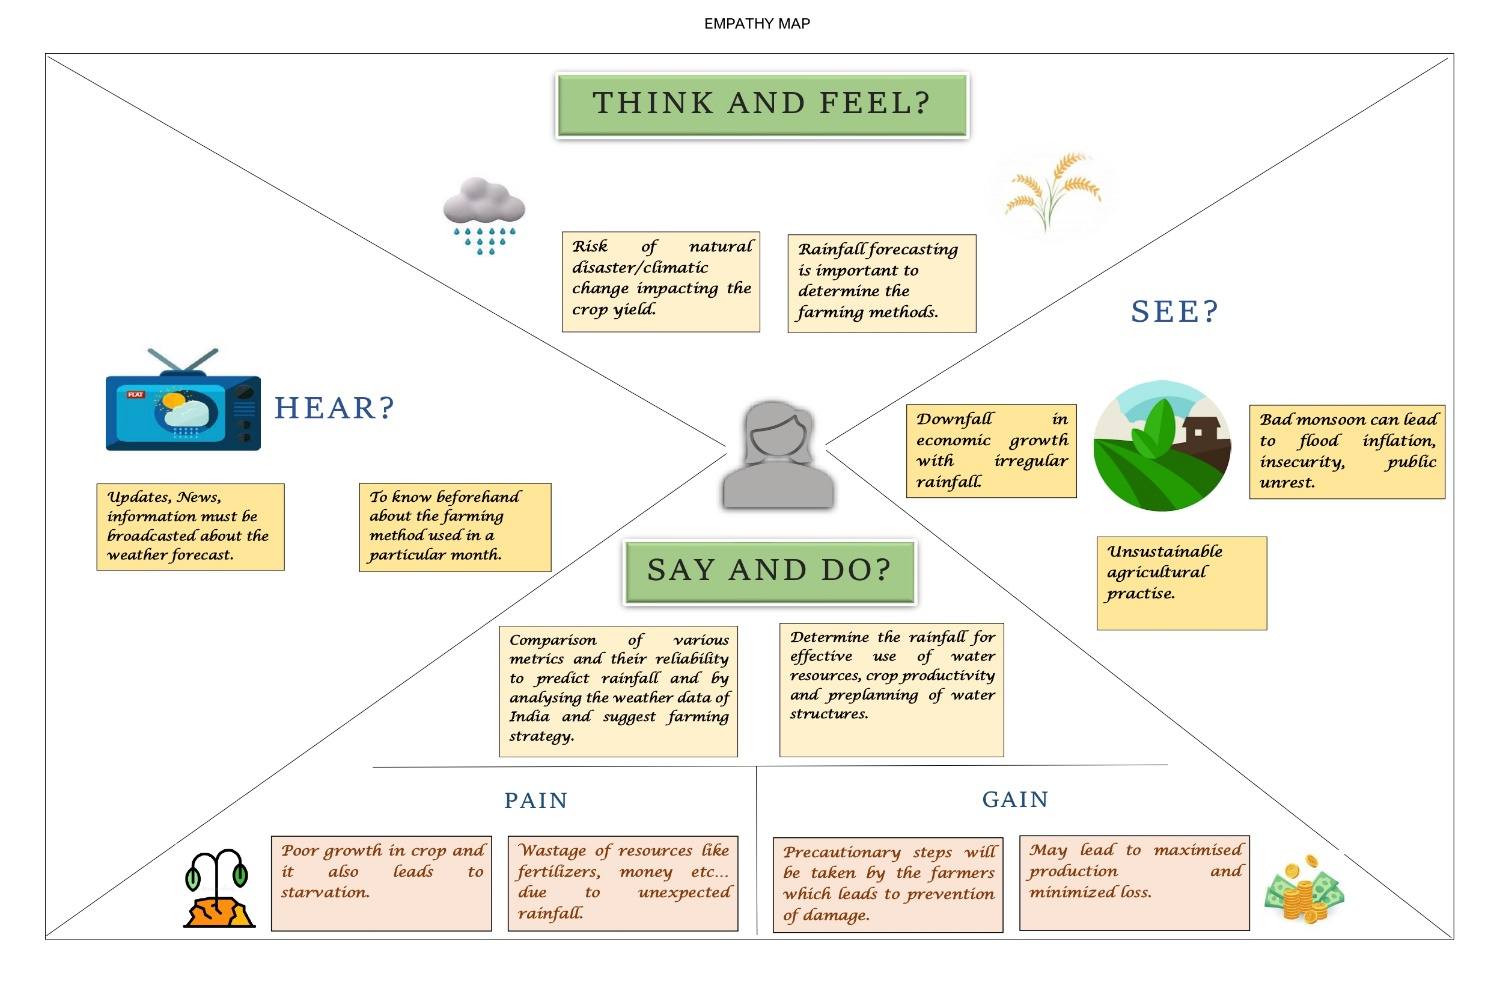 EMPATHY MAP
THINK AND FEEL?
Risk of natural
disaster/climatic
change impacting the
crop yield.
Rainfall forecasting
is important to
determine the
farming methods.
SEE?
FLAT
HEAR?
Downfall in
economic growth
with irregular
rainfall.
Bad monsoon can lead
to flood inflation,
insecurity, public
unrest.
Updates, News,
information must be
broadcasted about the
weather forecast.
To know beforehand
about the farming
method used in a
particular month.
Unsustainable
agricultural
practise.
SAY AND DO?
Comparison of various
metrics and their reliability
to predict rainfall and by
analysing the weather data of
India and suggest farming
strategy.
Determine the rainfall for
effective use of water
resources, crop productivity
and preplanning of water
structures.
PAIN
GAIN
Poor growth in crop and
it also leads to
starvation.
Wastage of resources like
fertilizers, money etc...
due to unexpected
rainfall.
Precautionary steps will
be taken by the farmers
which leads to prevention
of damage.
May lead to maximised
production and
minimized loss.